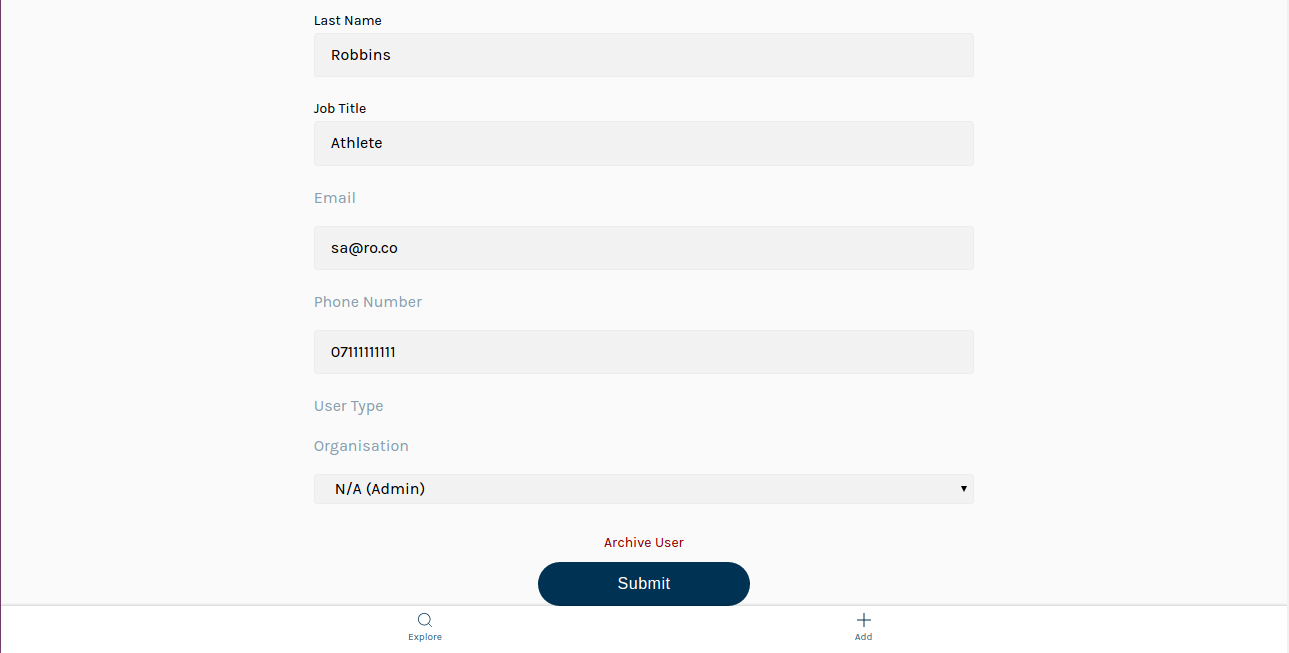 Last Name
Robbins
Job Title
Athlete
Email
sa@ro.co
Phone Number
07111111111
User Type
Organisation
N/A (Admin)
Archive User
Submit
Explore
Add